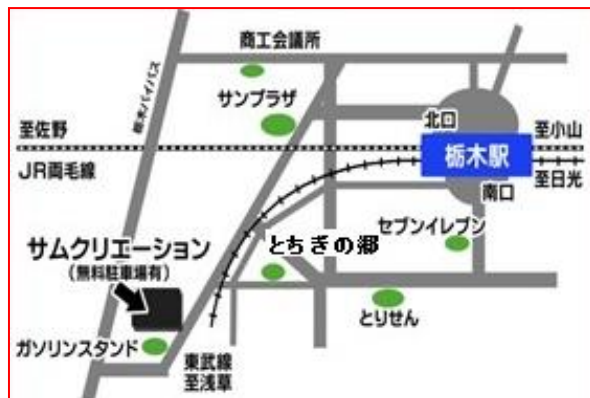 商工会議所
栃木バイパス
サンプラザ
北口
至佐野
至小山
栃木駅
JR両毛線
至日光
南口
セブンイレブン
とちぎの郷
サムクリエーション
(無料駐車場有)
とりせん
ガソリンスタンド
東武線
至浅草